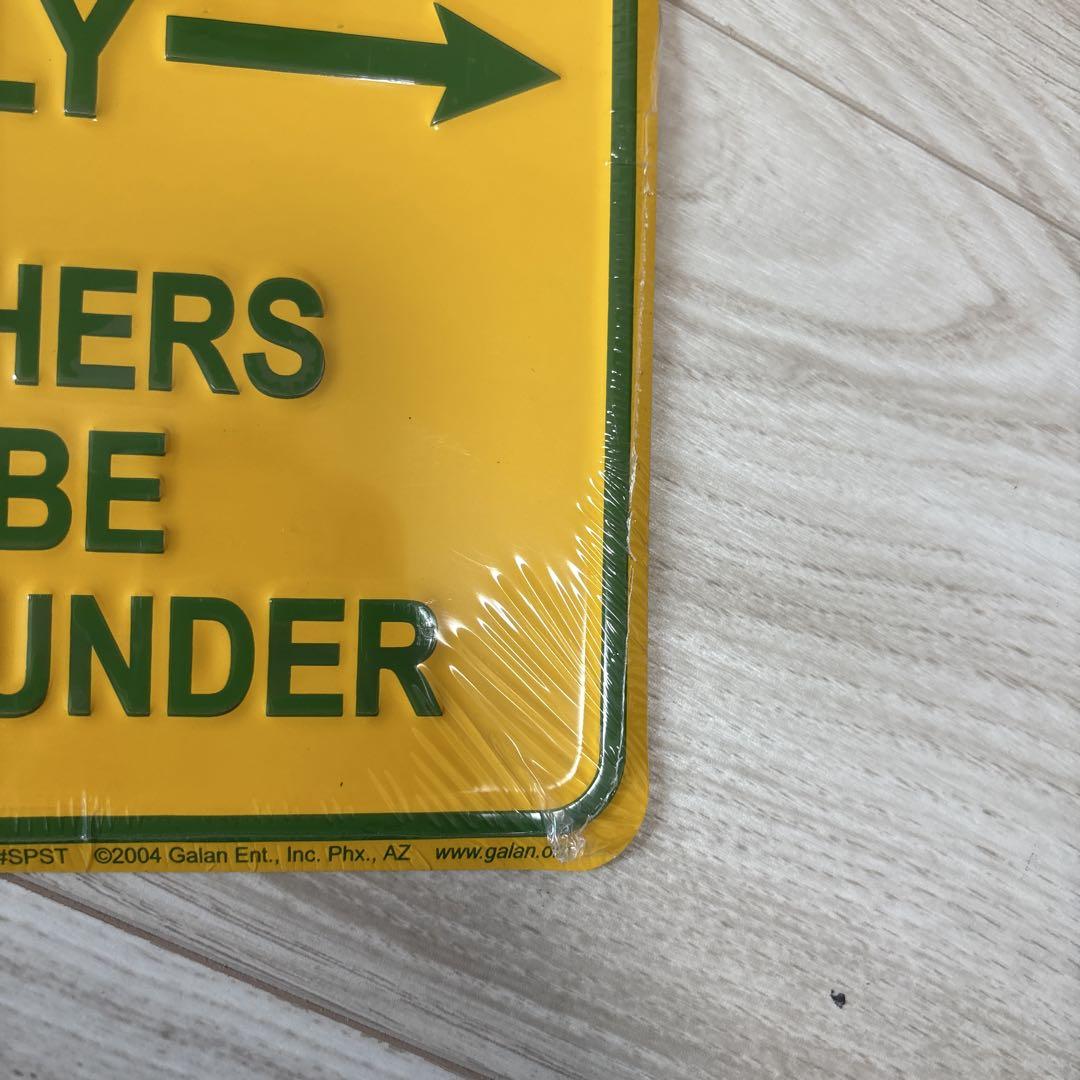 LY
HERS
BE
UNDER
#SPST ©2004 Galan Ent., Inc. Phx., AZ www.galan.o